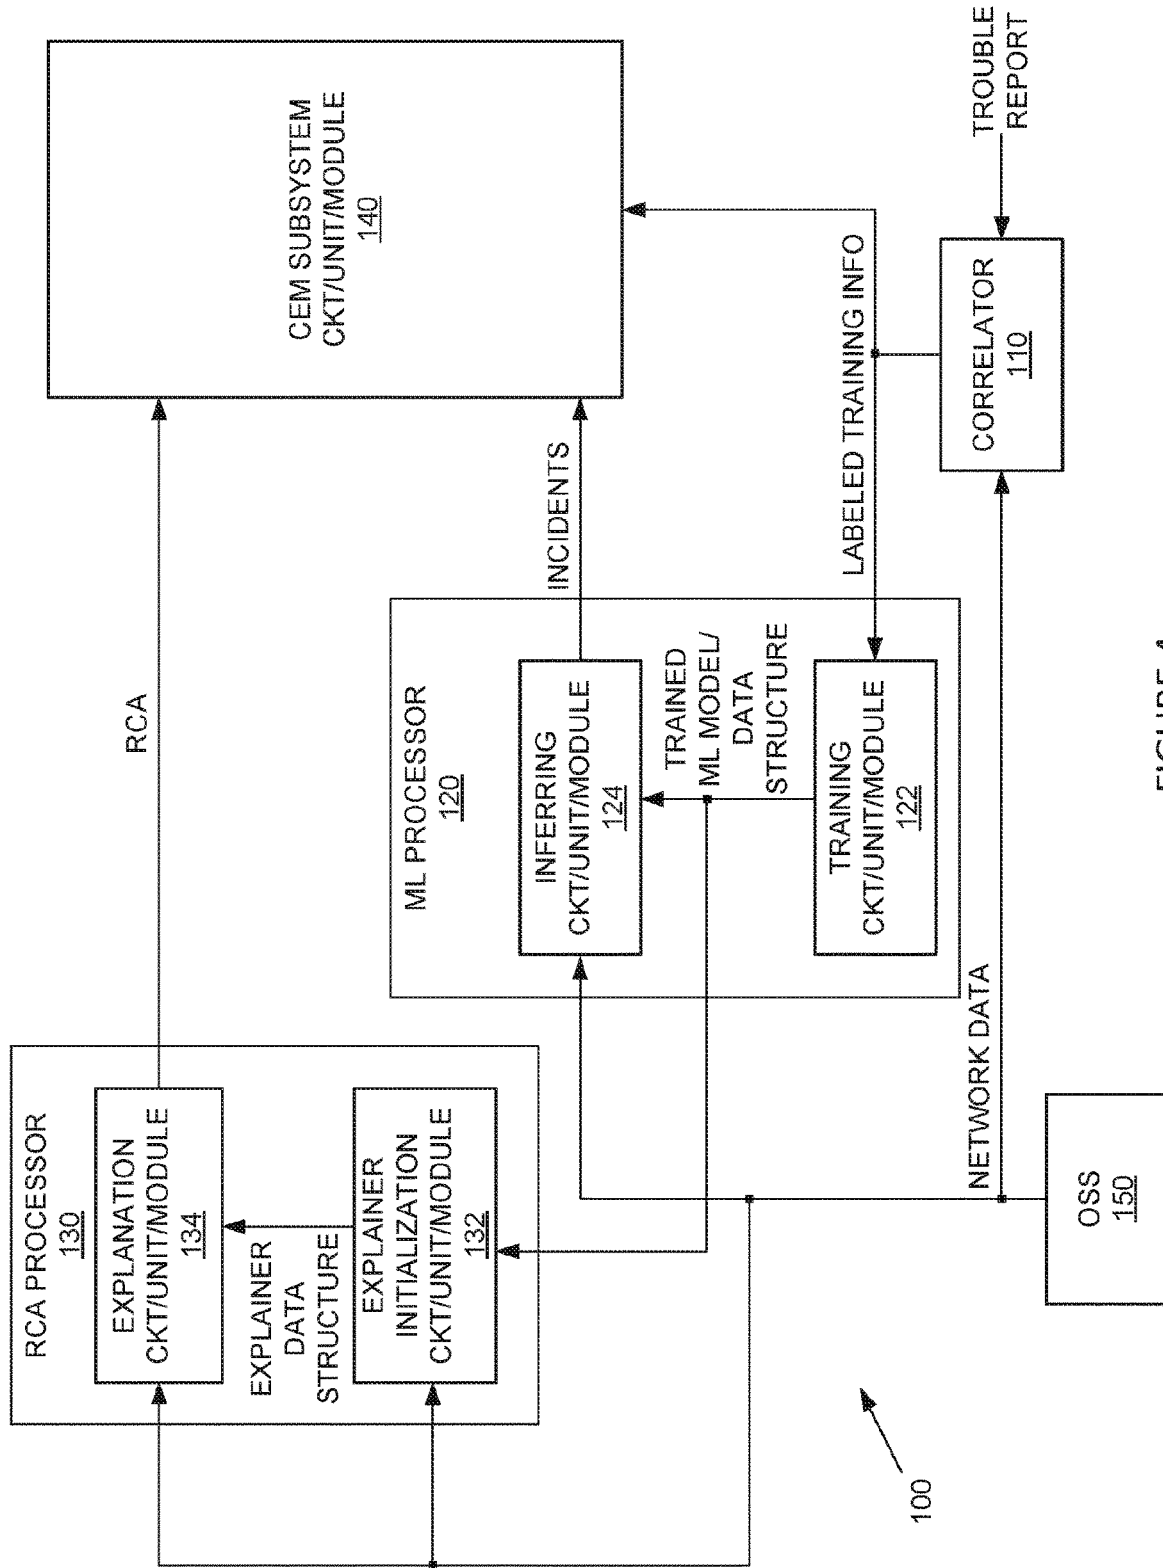 RCA PROCESSOR
130
EXPLANATION
CKT/UNIT/MODULE
134
EXPLAINER
DATA
STRUCTURE
EXPLAINER
INITIALIZATION
CKT/UNIT/MODULE
132
RCA
ML PROCESSOR
120
INFERRING
CKT/UNIT/MODULE
124
TRAINED
ML MODEL/
DATA
STRUCTURE
TRAINING
CKT/UNIT/MODULE
122
INCIDENTS
CEM SUBSYSTEM
CKT/UNIT/MODULE
140
LABELED TRAINING INFO
NETWORK DATA
CORRELATOR
110
TROUBLE
REPORT
OSS
150
100